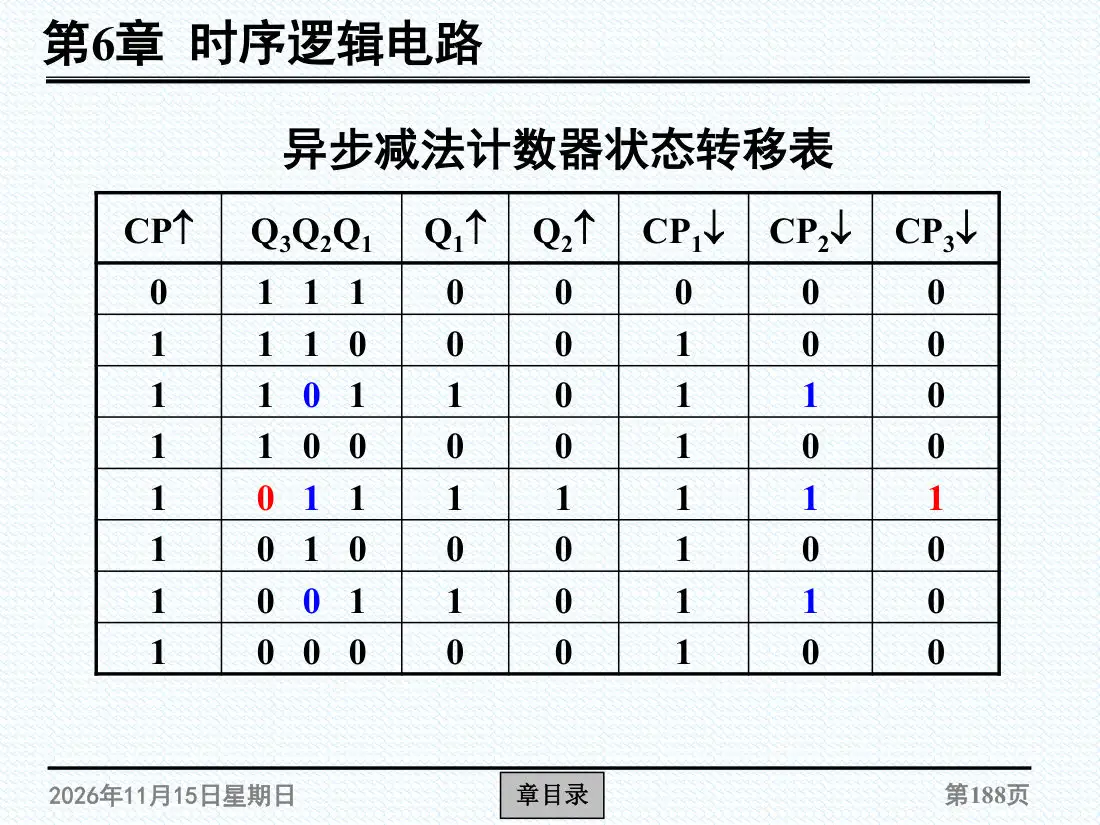 第6章 时序逻辑电路
异步减法计数器状态转移表
CP↑ Q₃Q₂Q₁ Q₁↑ Q₂↑ CP₁↓ CP₂↓ CP₃↓
0 1 1 1 0 0 0 0 0
1 1 1 0 0 0 1 0 0
1 1 0 1 1 0 1 1 0
1 1 0 0 0 0 1 0 0
1 0 1 1 1 1 1 1 1
1 0 1 0 0 0 1 0 0
1 0 0 1 1 0 1 1 0
1 0 0 0 0 0 1 0 0
2026年11月15日星期日 章目录 第188页